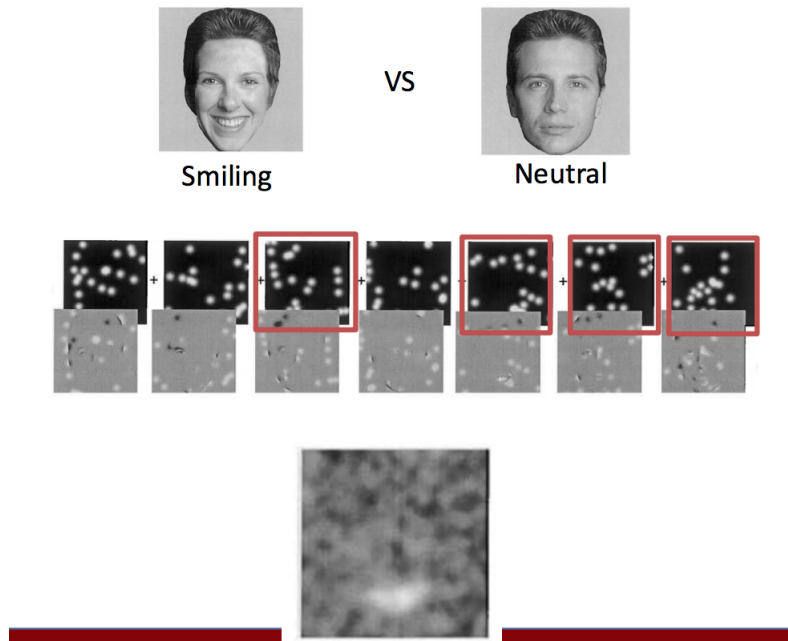 VS
Smiling
Neutral
+ + + + + +